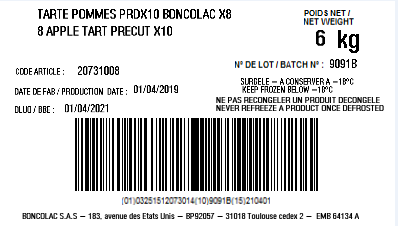 TARTE POMMES PRDX10 BONCOLAC X8
8 APPLE TART PRECUT X10
POIDS NET /
NET WEIGHT
6 kg
N° DE LOT / BATCH N° : 9091B
CODE ARTICLE : 20731008
SURGELE - A CONSERVER A -18°C
KEEP FROZEN BELOW -18°C
DATE DE FAB / PRODUCTION DATE : 01/04/2019
NE PAS RECONGELER UN PRODUIT DECONGELE
NEVER REFREEZE A PRODUCT ONCE DEFROSTED
DLUO / BBE : 01/04/2021
(01)03251512073014(10)9091B(15)210401
BONCOLAC S.A.S - 183, avenue des Etats Unis - BP92057 - 31018 Toulouse cedex 2 - EMB 64134 A